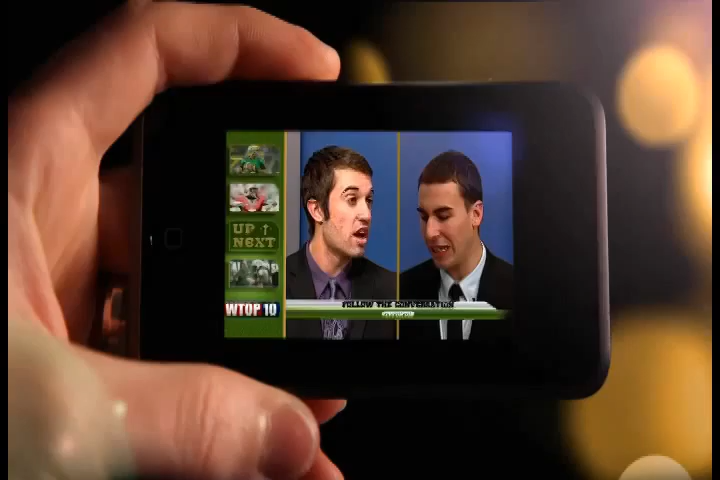 UP ↑
NEXT
WTOP 10
FOLLOW THE CONVERSATION